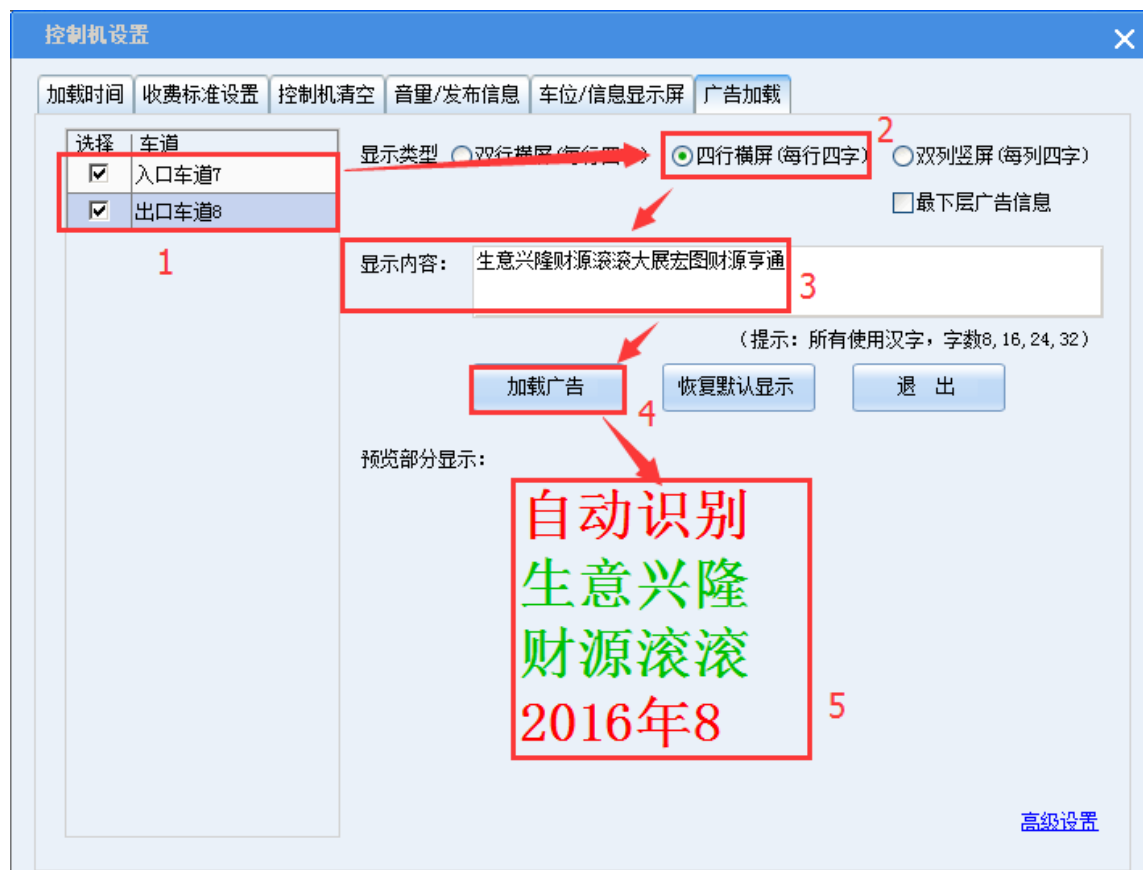 控制机设置
加载时间 收费标准设置 控制机清空 音量/发布信息 车位/信息显示屏 广告加载
选择 车道
入口车道7
出口车道8
1
显示类型 双行横屏(每行四字) 四行横屏(每行四字) 双列竖屏(每列四字)
2
最下层广告信息
显示内容： 生意兴隆财源滚滚大展宏图财源亨通
3
（提示：所有使用汉字，字数8,16,24,32）
加载广告 恢复默认显示 退 出
4
预览部分显示：
自动识别
生意兴隆
财源滚滚
2016年8
5
高级设置